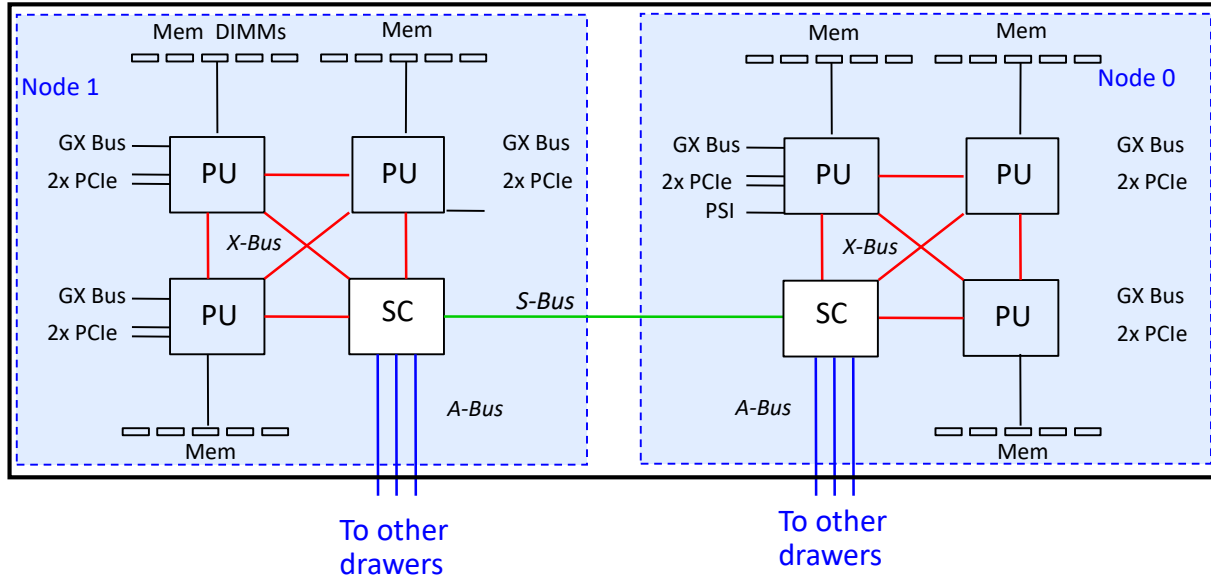 Mem DIMMs
Mem
Node 1
GX Bus
PU
PU
GX Bus
2x PCIe
2x PCIe
X-Bus
GX Bus
PU
SC
2x PCIe
A-Bus
Mem
To other
drawers
S-Bus
Mem
Mem
Node 0
GX Bus
PU
PU
GX Bus
2x PCIe
2x PCIe
PSI
X-Bus
SC
PU
GX Bus
2x PCIe
A-Bus
Mem
To other
drawers